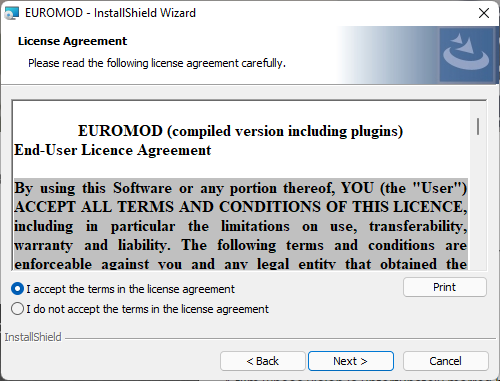 EUROMOD - InstallShield Wizard
License Agreement
Please read the following license agreement carefully.
EUROMOD (compiled version including plugins)
End-User Licence Agreement
By using this Software or any portion thereof, YOU (the "User")
ACCEPT ALL TERMS AND CONDITIONS OF THIS LICENCE,
including in particular the limitations on use, transferability,
warranty and liability. The following terms and conditions are
enforceable against you and any legal entity that obtained the
I accept the terms in the license agreement
Print
I do not accept the terms in the license agreement
InstallShield
< Back
Next >
Cancel